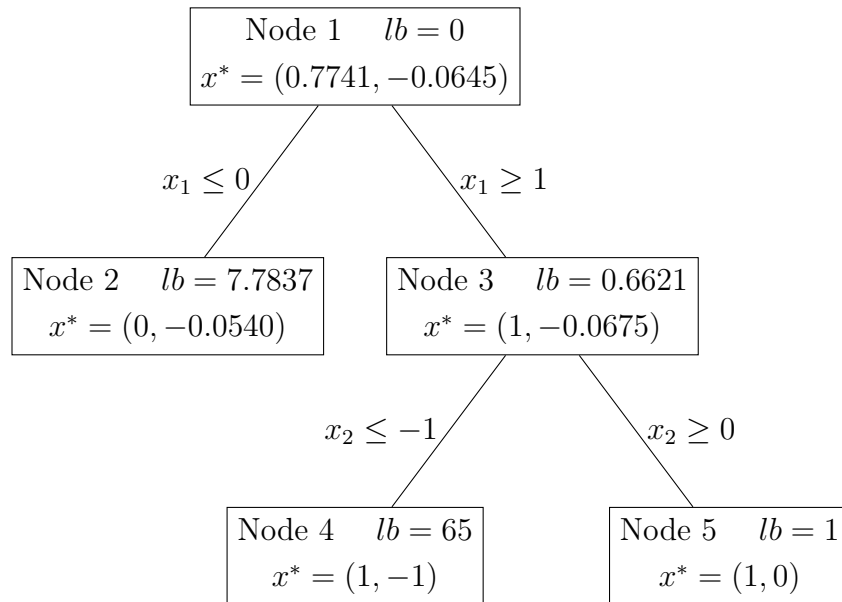 Node 1 lb = 0
x* = (0.7741, −0.0645)
x₁ ≤ 0
x₁ ≥ 1
Node 2 lb = 7.7837
x* = (0, −0.0540)
Node 3 lb = 0.6621
x* = (1, −0.0675)
x₂ ≤ −1
x₂ ≥ 0
Node 4 lb = 65
x* = (1, −1)
Node 5 lb = 1
x* = (1, 0)